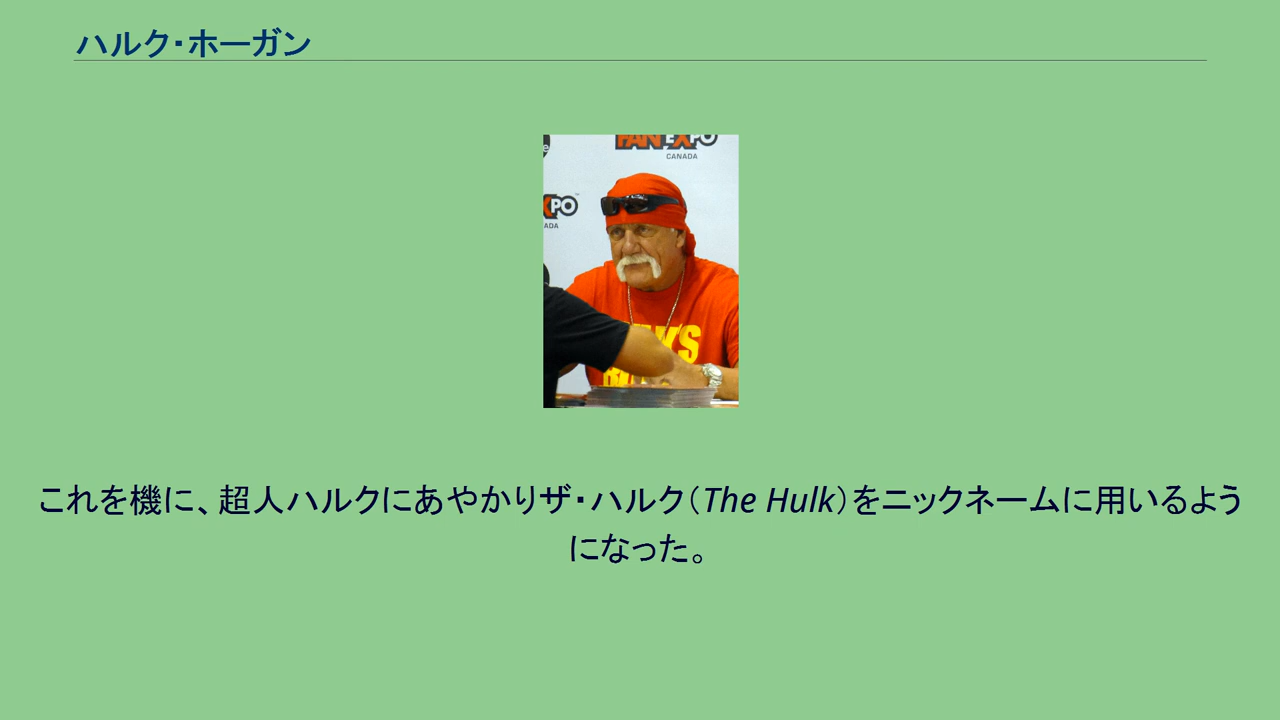 ハルク・ホーガン
FAN EXPO
CANADA
XPO
ADA
これを機に、超人ハルクにあやかりザ・ハルク（The Hulk）をニックネームに用いるよう
になった。